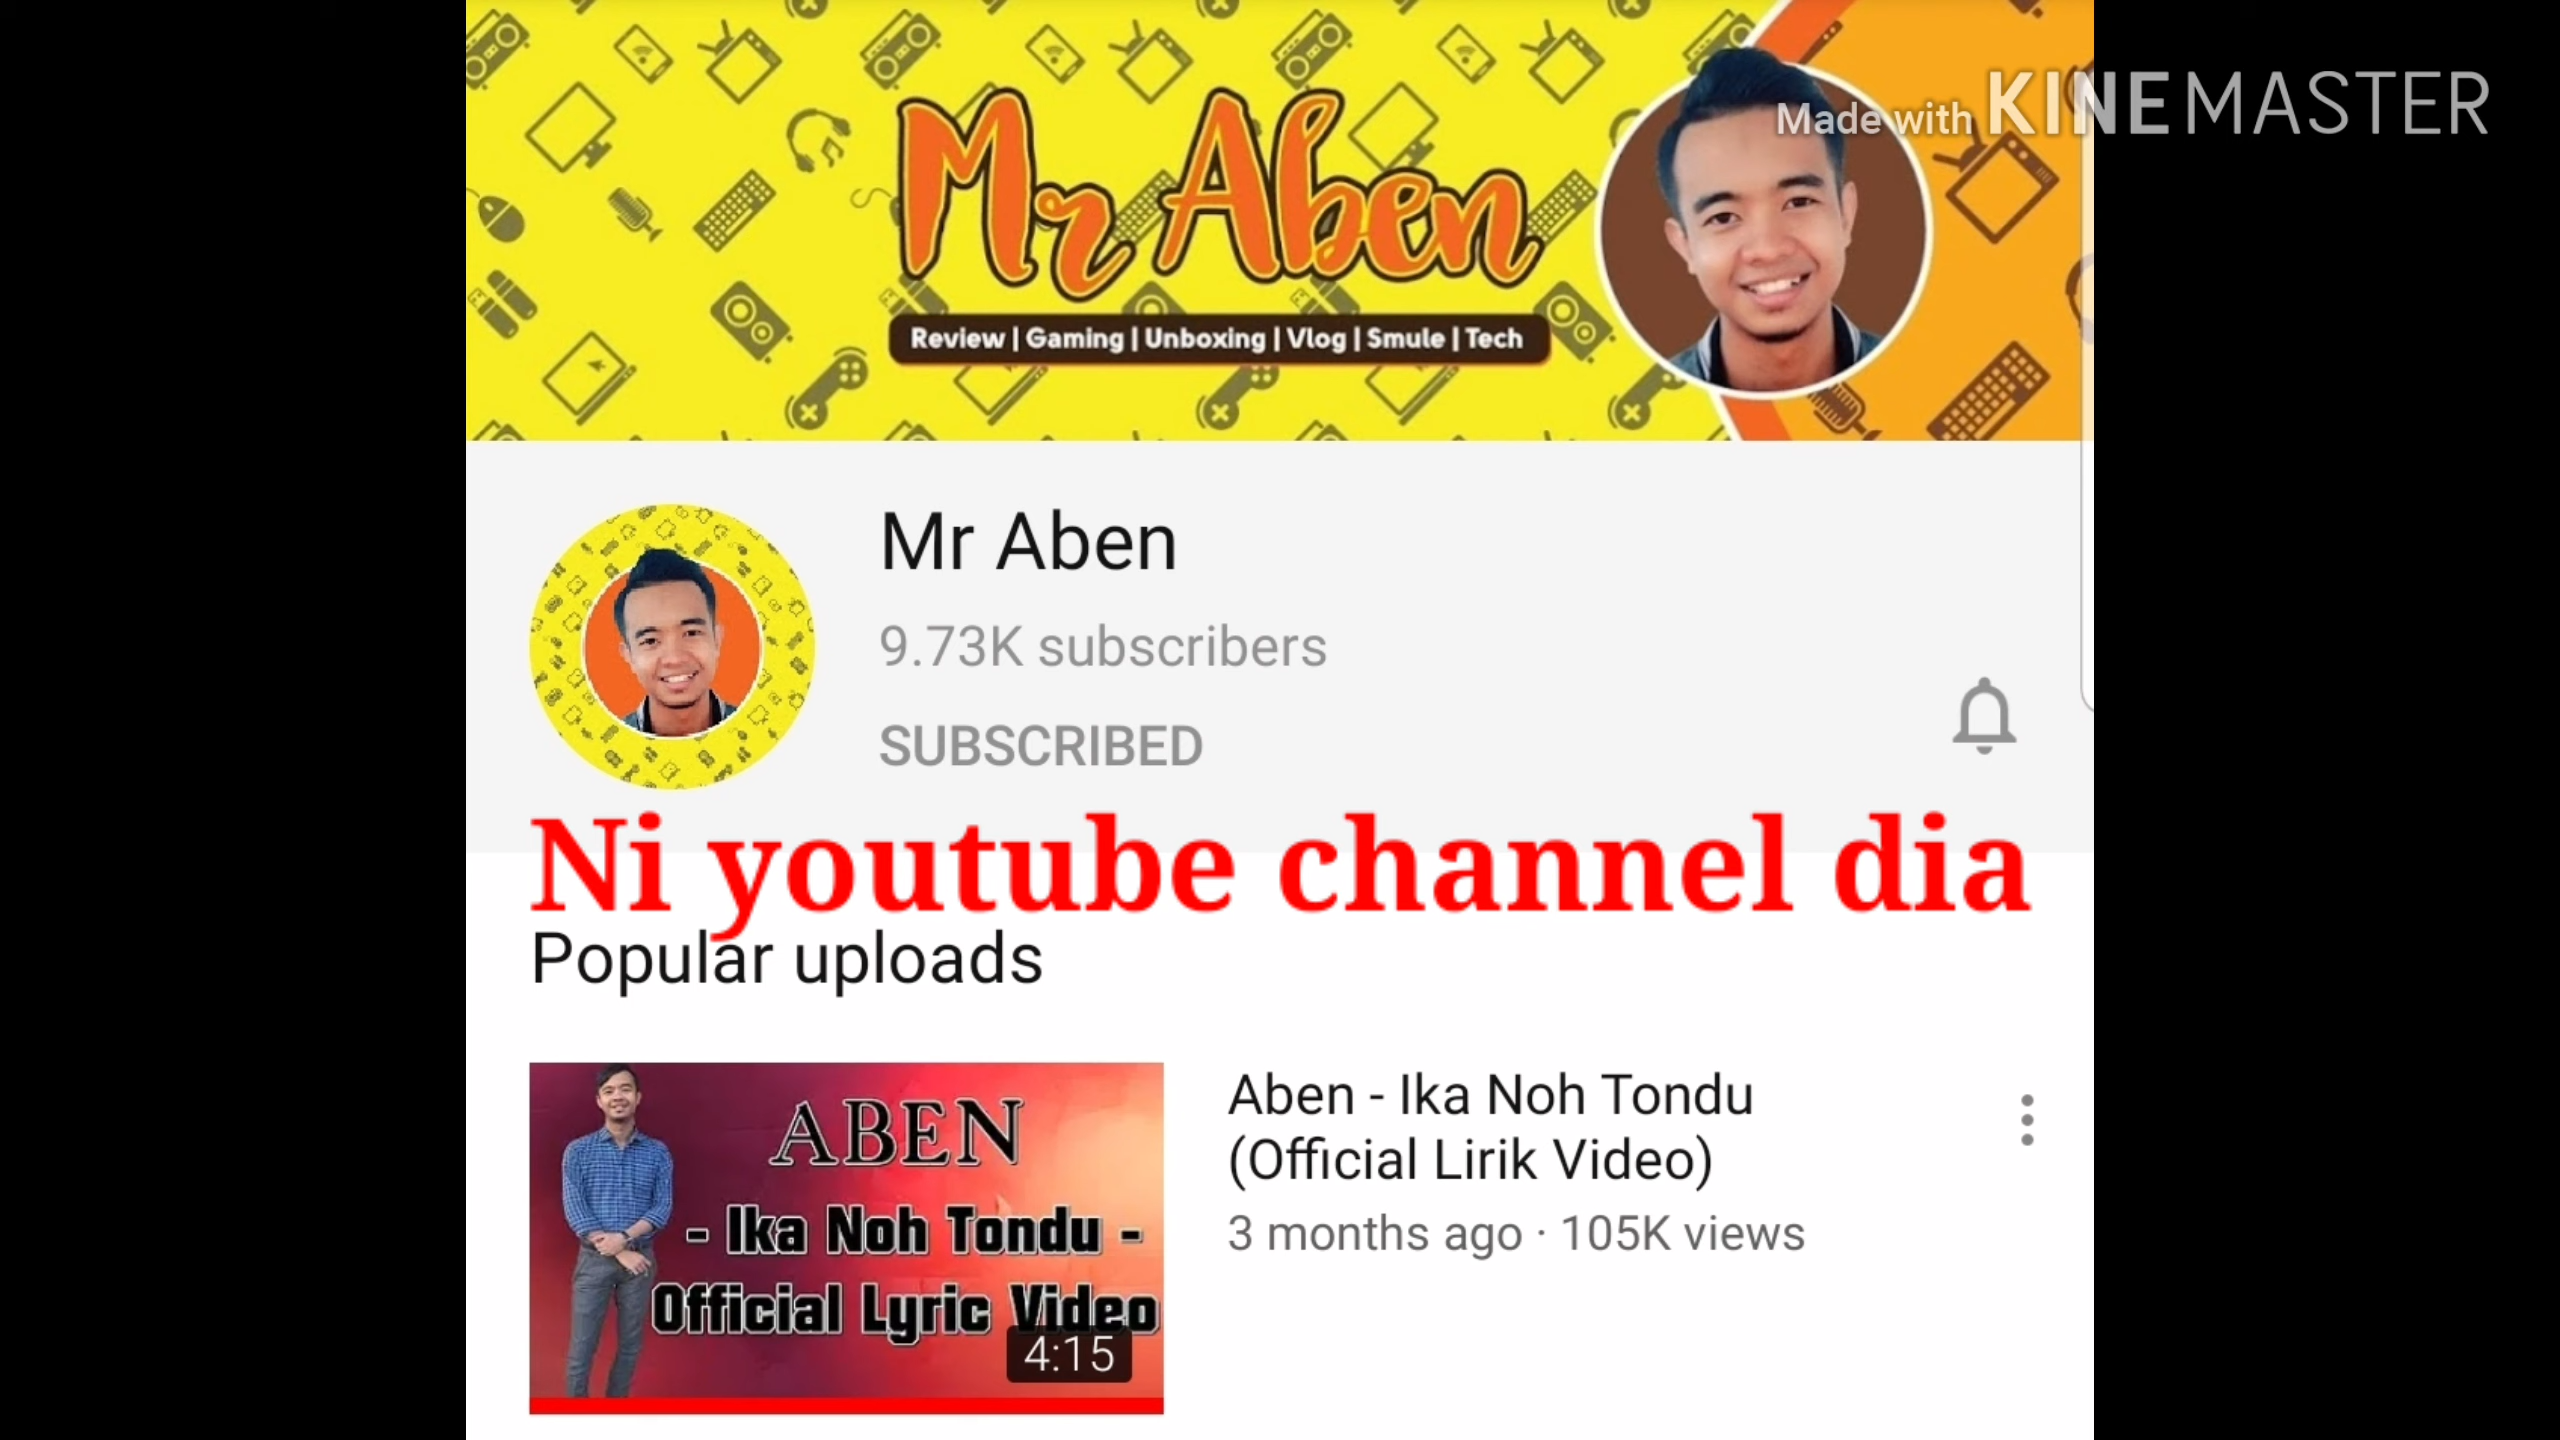 Made with KINEMASTER
Mr Aben
Review | Gaming | Unboxing | Vlog | Smule | Tech
Mr Aben
9.73K subscribers
SUBSCRIBED
Ni youtube channel dia
Popular uploads
ABEN
- Ika Noh Tondu -
Official Lyric Video
4:15
Aben - Ika Noh Tondu
(Official Lirik Video)
3 months ago · 105K views